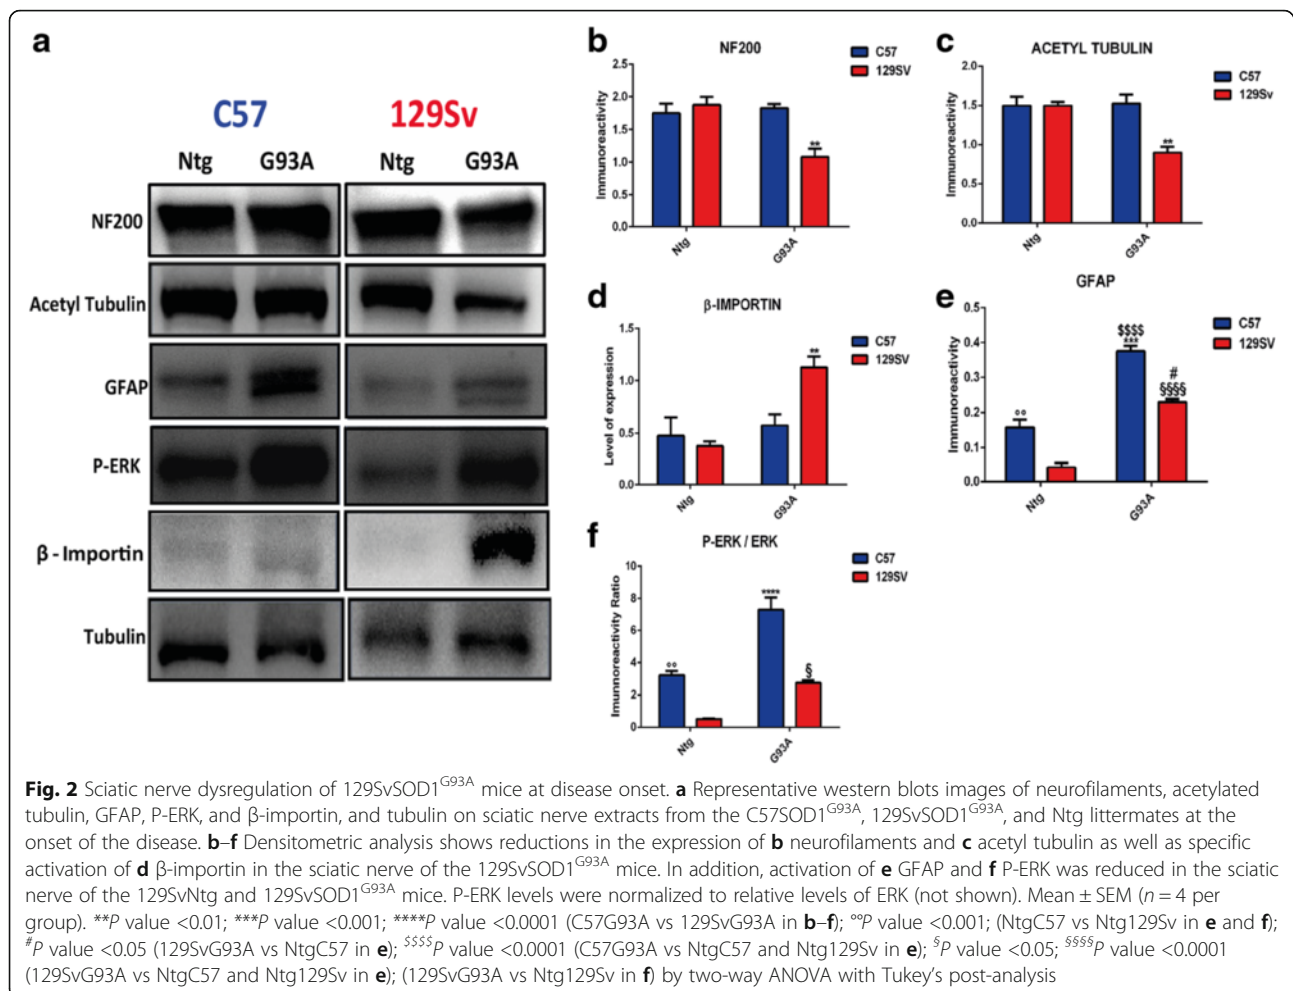 a
C57
129Sv
Ntg
G93A
Ntg
G93A
NF200
Acetyl Tubulin
GFAP
P-ERK
β - Importin
Tubulin
b
NF200
C57
129SV
Immunoreactivity
2.5
2.0
1.5
1.0
0.5
0.0
**
Ntg
G93A
c
ACETYL TUBULIN
C57
129Sv
Immunoreactivity
2.0
1.5
1.0
0.5
0.0
**
Ntg
G93A
d
β-IMPORTIN
C57
129SV
Level of expression
1.5
1.0
0.5
0.0
**
Ntg
G93A
e
GFAP
C57
129SV
Immunoreactivity
0.5
0.4
0.3
0.2
0.1
0.0
°°
$$$$
***
#
§§§§
Ntg
G93A
f
P-ERK / ERK
C57
129SV
Imunnoreactivity Ratio
10
8
6
4
2
0
°°
****
§
Ntg
G93A
Fig. 2 Sciatic nerve dysregulation of 129SvSOD1G93A mice at disease onset. a Representative western blots images of neurofilaments, acetylated
tubulin, GFAP, P-ERK, and β-importin, and tubulin on sciatic nerve extracts from the C57SOD1G93A, 129SvSOD1G93A, and Ntg littermates at the
onset of the disease. b–f Densitometric analysis shows reductions in the expression of b neurofilaments and c acetyl tubulin as well as specific
activation of d β-importin in the sciatic nerve of the 129SvSOD1G93A mice. In addition, activation of e GFAP and f P-ERK was reduced in the sciatic
nerve of the 129SvNtg and 129SvSOD1G93A mice. P-ERK levels were normalized to relative levels of ERK (not shown). Mean ± SEM (n = 4 per
group). **P value <0.01; ***P value <0.001; ****P value <0.0001 (C57G93A vs 129SvG93A in b–f); °°P value <0.001; (NtgC57 vs Ntg129Sv in e and f);
#P value <0.05 (129SvG93A vs NtgC57 in e); $$$$P value <0.0001 (C57G93A vs NtgC57 and Ntg129Sv in e); §P value <0.05; §§§§P value <0.0001
(129SvG93A vs NtgC57 and Ntg129Sv in e); (129SvG93A vs Ntg129Sv in f) by two-way ANOVA with Tukey's post-analysis